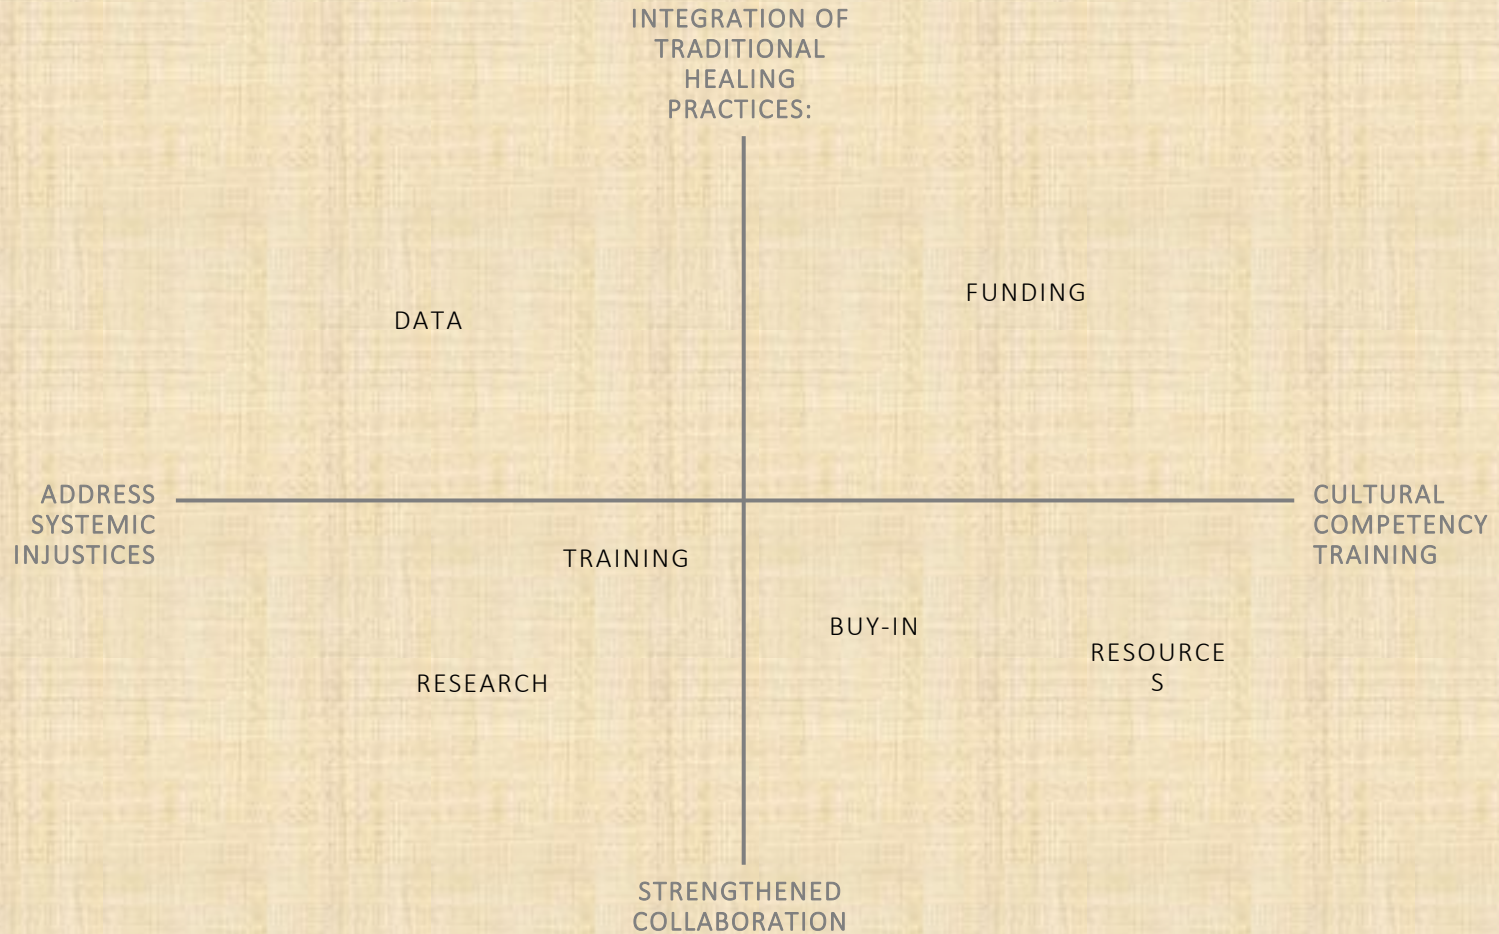 INTEGRATION OF
TRADITIONAL
HEALING
PRACTICES:
FUNDING
DATA
ADDRESS
SYSTEMIC
INJUSTICES
CULTURAL
COMPETENCY
TRAINING
TRAINING
BUY-IN
RESOURCE
S
RESEARCH
STRENGTHENED
COLLABORATION